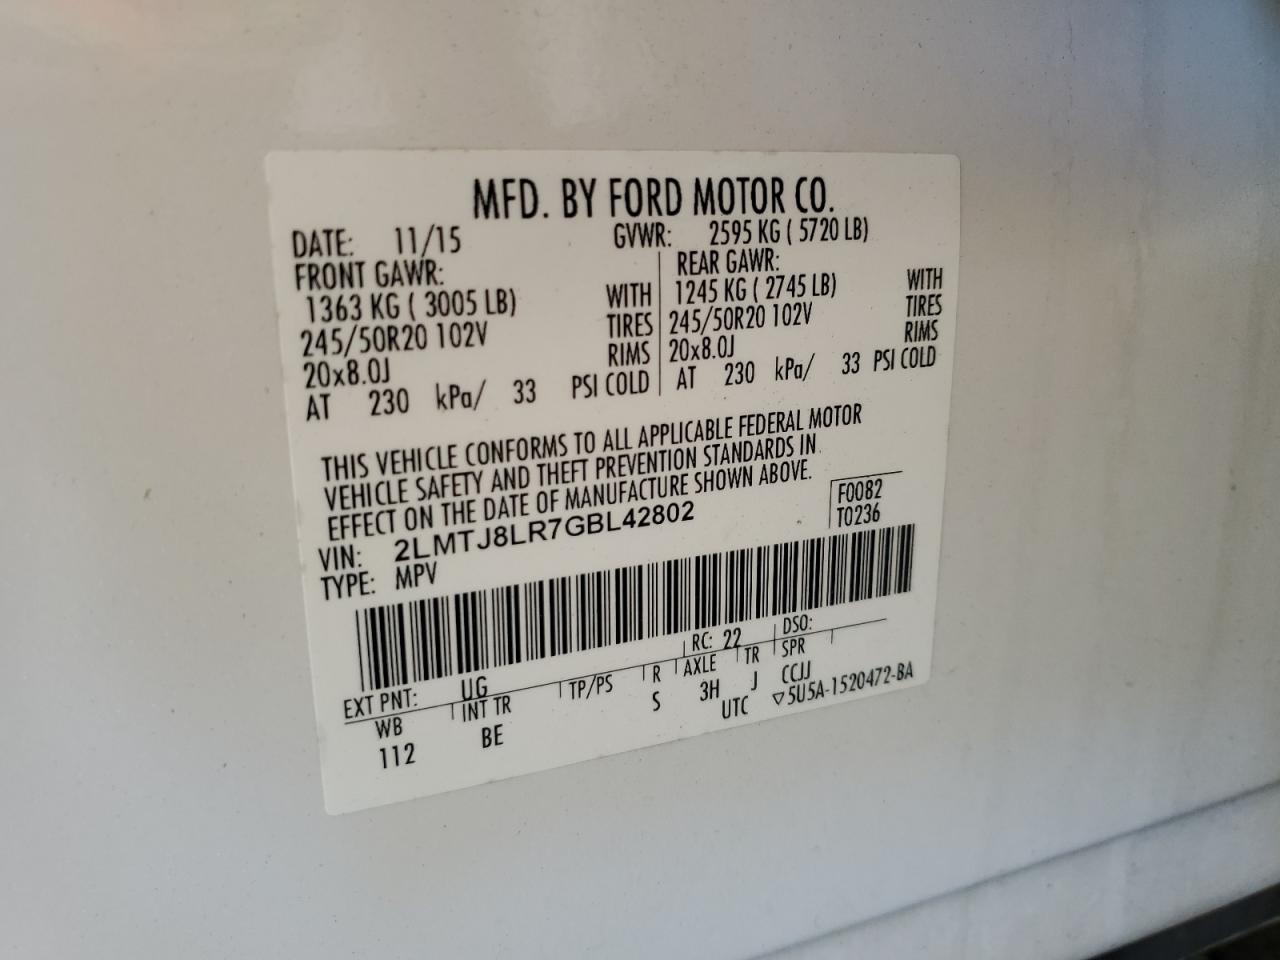 MFD. BY FORD MOTOR CO.
DATE: 11/15 GVWR: 2595 KG ( 5720 LB)
FRONT GAWR: REAR GAWR:
1363 KG ( 3005 LB) WITH 1245 KG ( 2745 LB) WITH
245/50R20 102V TIRES 245/50R20 102V TIRES
20x8.0J RIMS 20x8.0J RIMS
AT 230 kPa/ 33 PSI COLD AT 230 kPa/ 33 PSI COLD
THIS VEHICLE CONFORMS TO ALL APPLICABLE FEDERAL MOTOR
VEHICLE SAFETY AND THEFT PREVENTION STANDARDS IN
EFFECT ON THE DATE OF MANUFACTURE SHOWN ABOVE.
VIN: 2LMTJ8LR7GBL42802 F0082
TYPE: MPV T0236
EXT PNT: UG RC: 22 DSO:
WB INT TR TP/PS R AXLE TR SPR
112 BE S 3H J CCJJ
UTC ▽5U5A-1520472-BA